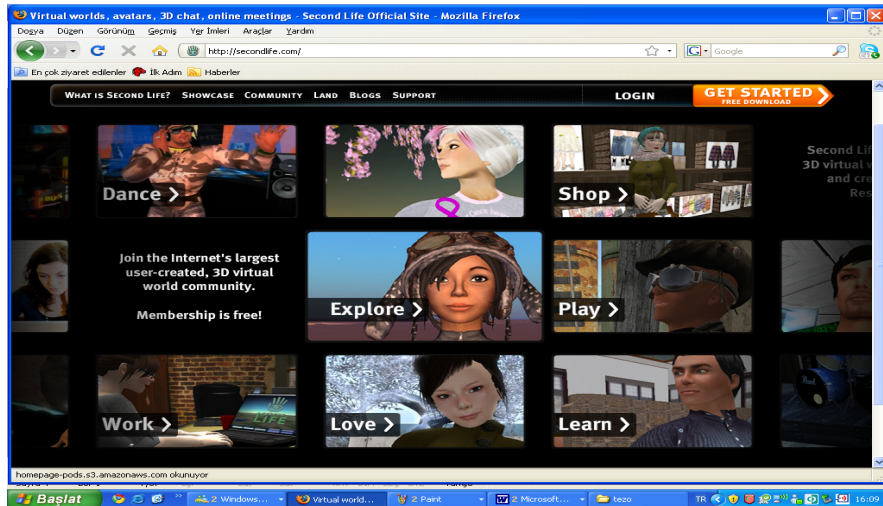 Virtual worlds, avatars, 3D chat, online meetings - Second Life Official Site - Mozilla Firefox
Dosya Düzen Görünüm Geçmiş Yer İmleri Araçlar Yardım
http://secondlife.com/ Google
En çok ziyaret edilenler İlk Adım Haberler
WHAT IS SECOND LIFE? SHOWCASE COMMUNITY LAND BLOGS SUPPORT LOGIN GET STARTED
FREE DOWNLOAD
Dance Shop
Second Lif
3D virtual w
and cre
Res
Join the Internet's largest
user-created, 3D virtual
world community.
Membership is free!
Explore Play
Work LIFE Love Learn
homepage-pods.s3.amazonaws.com okunuyor
Başlat 2 Windows... Virtual world... 2 Paint 2 Microsoft... tezo TR 16:09